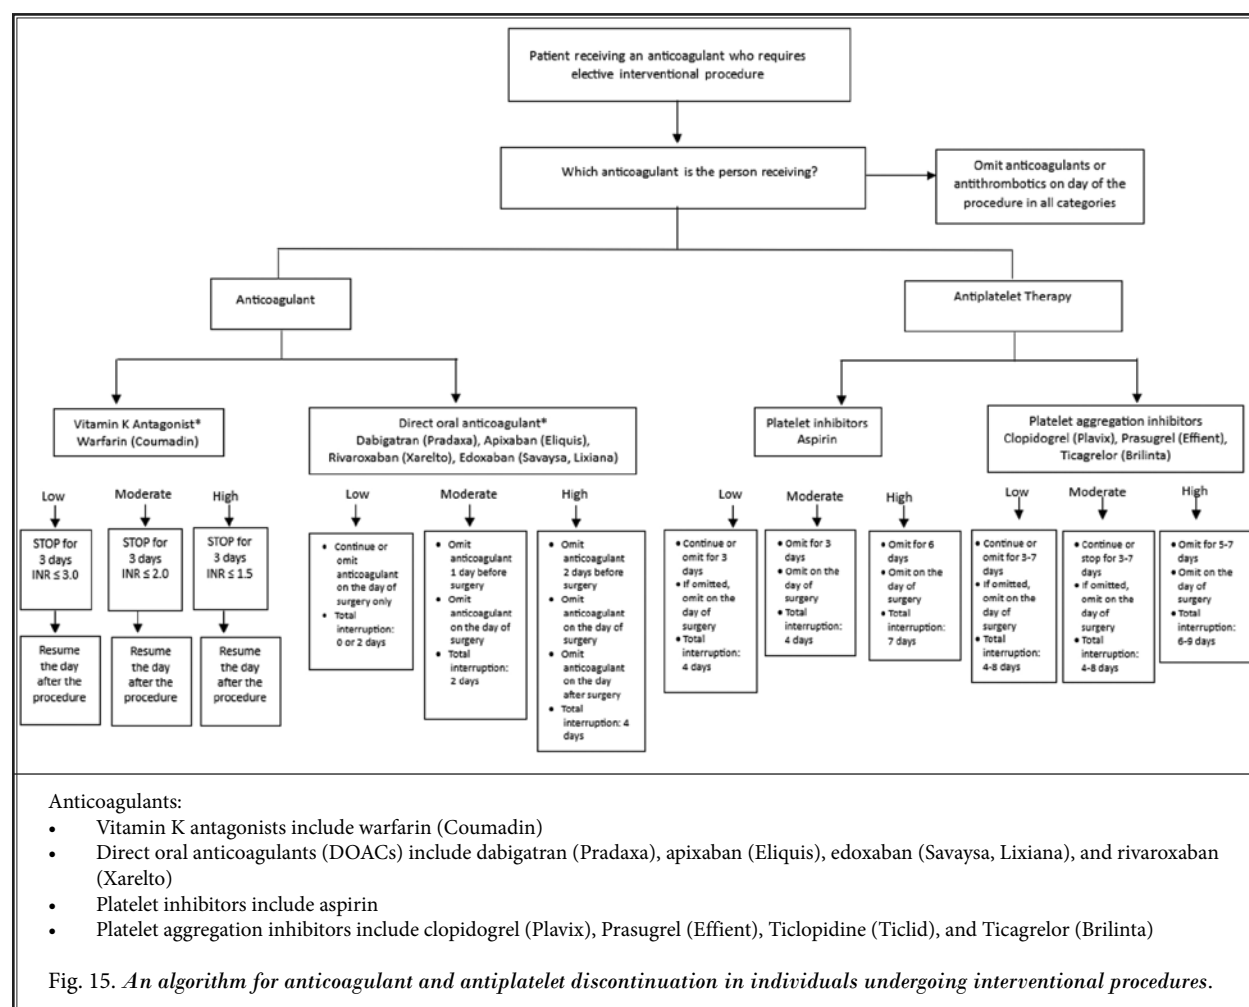 Patient receiving an anticoagulant who requires
elective interventional procedure
Which anticoagulant is the person receiving?
Omit anticoagulants or
antithrombotics on day of the
procedure in all categories
Anticoagulant
Antiplatelet Therapy
Vitamin K Antagonist*
Warfarin (Coumadin)
Direct oral anticoagulant*
Dabigatran (Pradaxa), Apixaban (Eliquis),
Rivaroxaban (Xarelto), Edoxaban (Savaysa, Lixiana)
Platelet inhibitors
Aspirin
Platelet aggregation inhibitors
Clopidogrel (Plavix), Prasugrel (Effient),
Ticagrelor (Brilinta)
Low
STOP for
3 days
INR ≤ 3.0
Resume
the day
after the
procedure
Moderate
STOP for
3 days
INR ≤ 2.0
Resume
the day
after the
procedure
High
STOP for
3 days
INR ≤ 1.5
Resume
the day
after the
procedure
Low
• Continue or
omit
anticoagulant
on the day of
surgery only
• Total
interruption:
0 or 2 days
Moderate
• Omit
anticoagulant
1 day before
surgery
• Omit
anticoagulant
on the day of
surgery
• Total
interruption:
2 days
High
• Omit
anticoagulant
2 days before
surgery
• Omit
anticoagulant
on the day of
surgery
• Omit
anticoagulant
on the day
after surgery
• Total
interruption: 4
days
Low
• Continue or
omit for 3
days
• If omitted,
omit on the
day of
surgery
• Total
interruption:
4 days
Moderate
• Omit for 3
days
• Omit on the
day of
surgery
• Total
interruption:
4 days
High
• Omit for 6
days
• Omit on the
day of
surgery
• Total
interruption:
7 days
Low
• Continue or
omit for 3-7
days
• If omitted,
omit on the
day of
surgery
• Total
interruption:
4-8 days
Moderate
• Continue or
stop for 3-7
days
• If omitted,
omit on the
day of
surgery
• Total
interruption:
4-8 days
High
• Omit for 5-7
days
• Omit on the
day of
surgery
• Total
interruption:
6-9 days
Anticoagulants:
• Vitamin K antagonists include warfarin (Coumadin)
• Direct oral anticoagulants (DOACs) include dabigatran (Pradaxa), apixaban (Eliquis), edoxaban (Savaysa, Lixiana), and rivaroxaban
(Xarelto)
• Platelet inhibitors include aspirin
• Platelet aggregation inhibitors include clopidogrel (Plavix), Prasugrel (Effient), Ticlopidine (Ticlid), and Ticagrelor (Brilinta)
Fig. 15. An algorithm for anticoagulant and antiplatelet discontinuation in individuals undergoing interventional procedures.